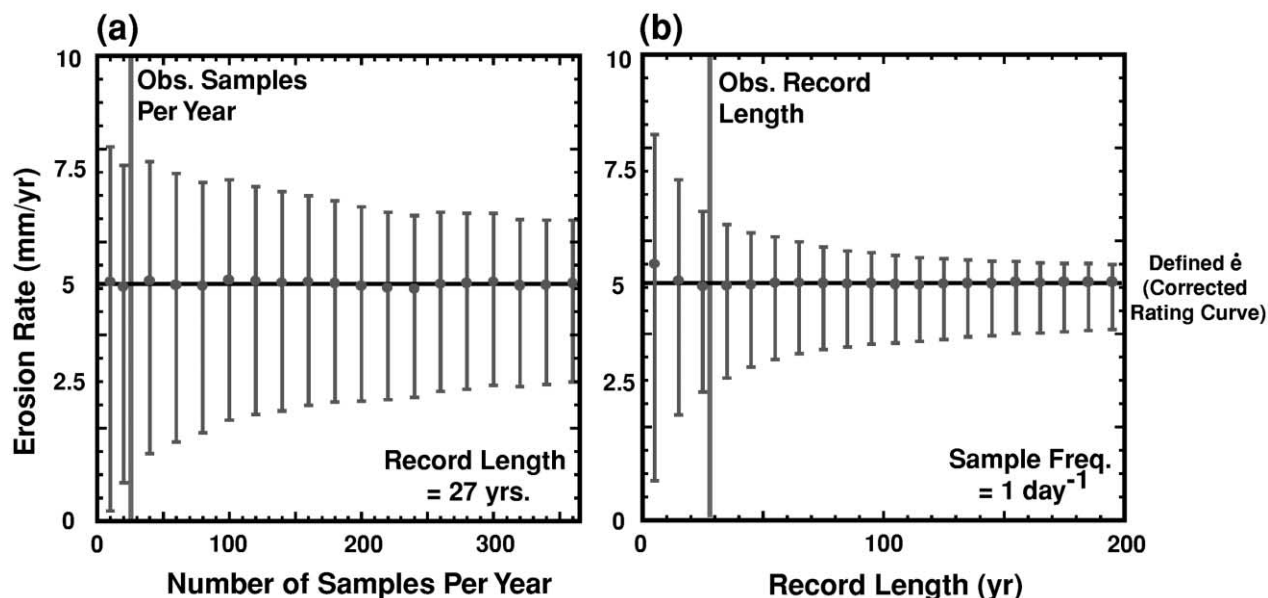 (a)
Obs. Samples
Per Year
10
7.5
5
2.5
0
Erosion Rate (mm/yr)
Record Length
= 27 yrs.
0
100
200
300
Number of Samples Per Year
(b)
Obs. Record
Length
10
7.5
5
2.5
0
Sample Freq.
= 1 day⁻¹
0
100
200
Record Length (yr)
Defined ė
(Corrected
Rating Curve)